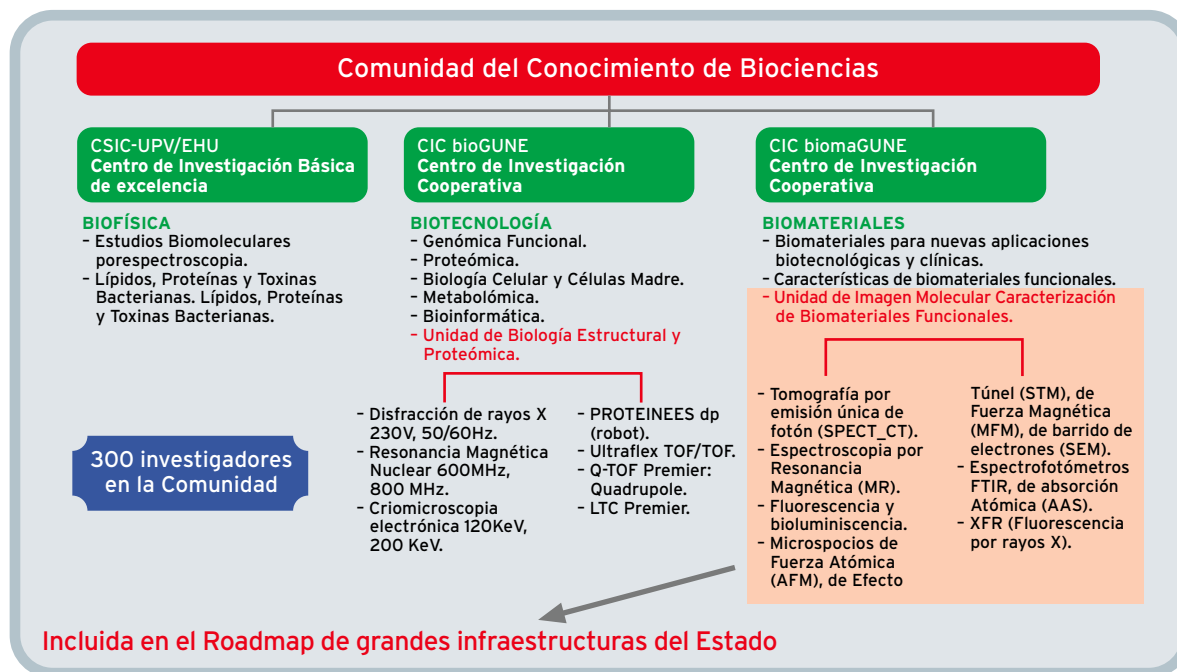 Comunidad del Conocimiento de Biociencias
CSIC-UPV/EHU
Centro de Investigación Básica
de excelencia
BIOFÍSICA
– Estudios Biomoleculares
porespectroscopia.
– Lípidos, Proteínas y Toxinas
Bacterianas. Lípidos, Proteínas
y Toxinas Bacterianas.
300 investigadores
en la Comunidad
CIC bioGUNE
Centro de Investigación
Cooperativa
BIOTECNOLOGÍA
– Genómica Funcional.
– Proteómica.
– Biología Celular y Células Madre.
– Metabolómica.
– Bioinformática.
– Unidad de Biología Estructural y
Proteómica.
– Disfracción de rayos X
230V, 50/60Hz.
– Resonancia Magnética
Nuclear 600MHz,
800 MHz.
– Criomicroscopia
electrónica 120KeV,
200 KeV.
– PROTEINEES dp
(robot).
– Ultraflex TOF/TOF.
– Q-TOF Premier:
Quadrupole.
– LTC Premier.
CIC biomaGUNE
Centro de Investigación
Cooperativa
BIOMATERIALES
– Biomateriales para nuevas aplicaciones
biotecnológicas y clínicas.
– Características de biomateriales funcionales.
– Unidad de Imagen Molecular Caracterización
de Biomateriales Funcionales.
– Tomografía por
emisión única de
fotón (SPECT_CT).
– Espectroscopia por
Resonancia
Magnética (MR).
– Fluorescencia y
bioluminiscencia.
– Microspocios de
Fuerza Atómica
(AFM), de Efecto
Túnel (STM), de
Fuerza Magnética
(MFM), de barrido de
electrones (SEM).
– Espectrofotómetros
FTIR, de absorción
Atómica (AAS).
– XFR (Fluorescencia
por rayos X).
Incluida en el Roadmap de grandes infraestructuras del Estado